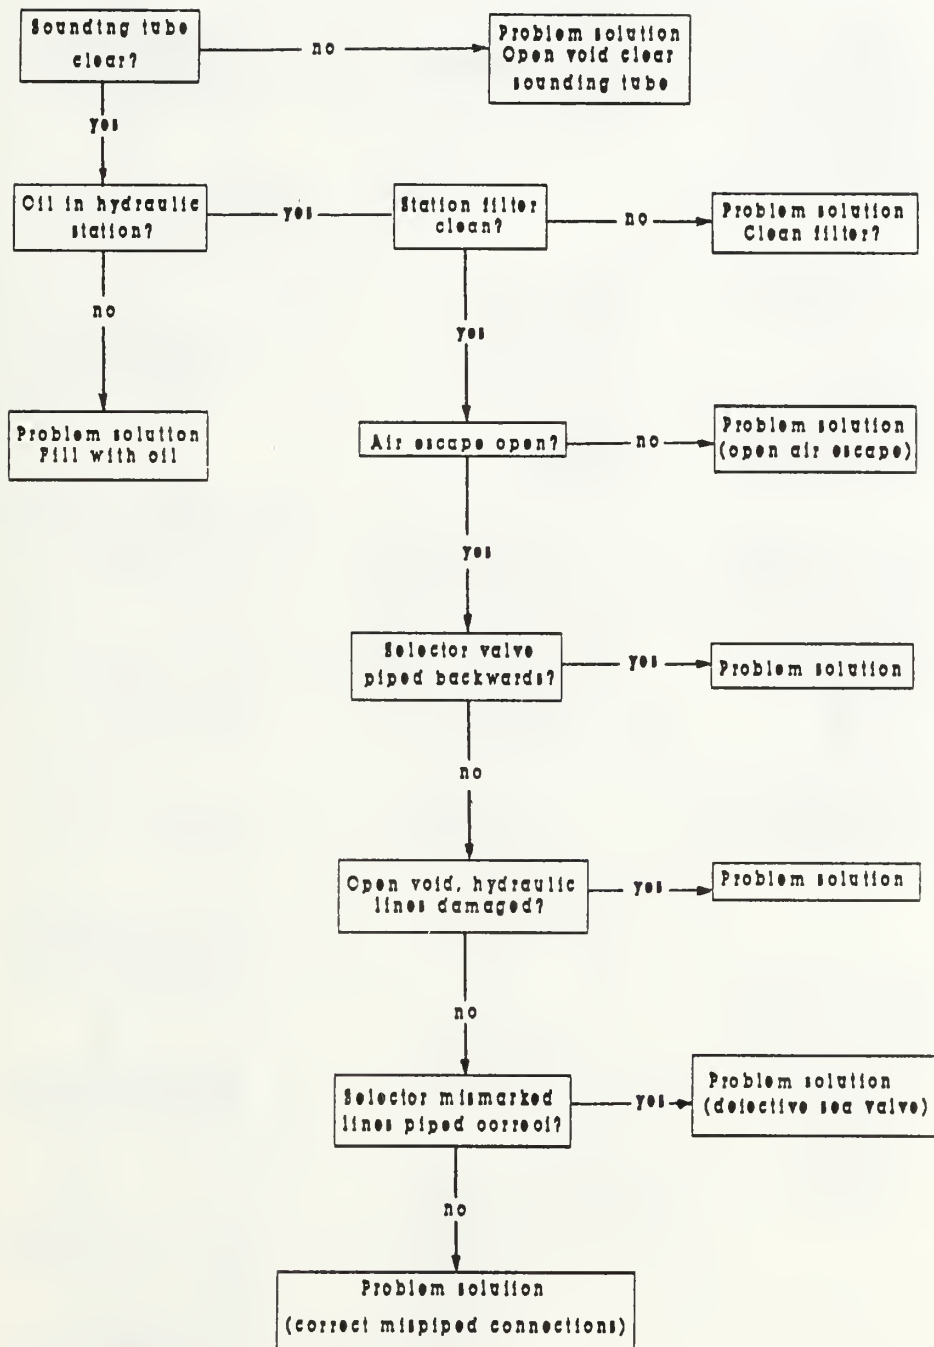 Sounding tube
clear?
no
Problem solution
Open void clear
sounding tube
yes
Oil in hydraulic
station?
yes
Station filter
clean?
no
Problem solution
Clean filter?
no
yes
Problem solution
Fill with oil
Air escape open?
no
Problem solution
(open air escape)
yes
Selector valve
piped backwards?
yes
Problem solution
no
Open void, hydraulic
lines damaged?
yes
Problem solution
no
Selector mismarked
lines piped correct?
yes
Problem solution
(defective sea valve)
no
Problem solution
(correct mispiped connections)